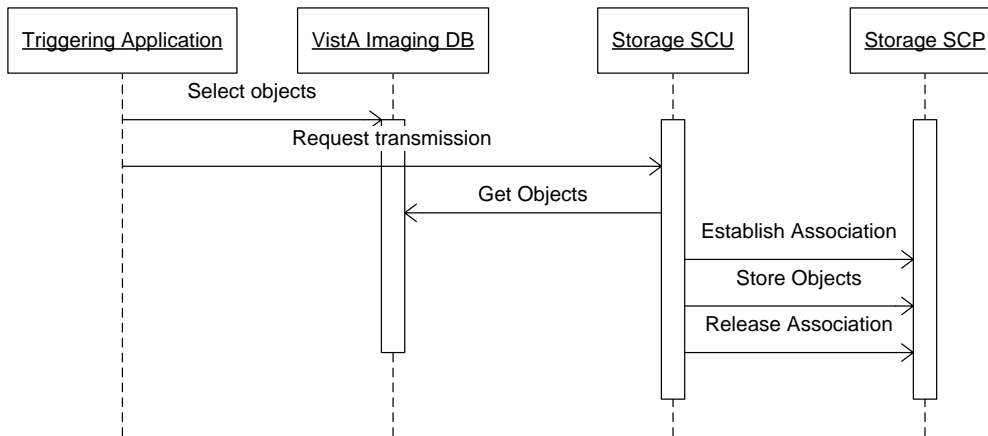 Triggering Application
VistA Imaging DB
Storage SCU
Storage SCP
Select objects
Request transmission
Get Objects
Establish Association
Store Objects
Release Association